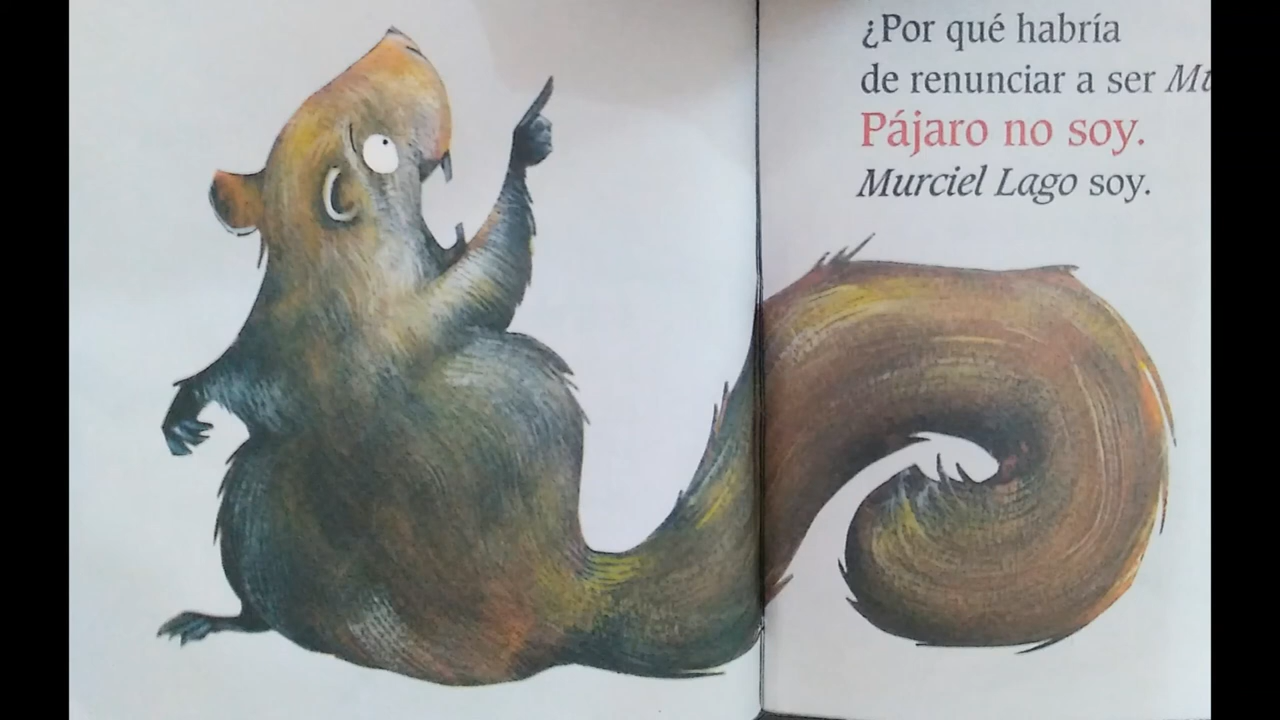 ¿Por qué habría
de renunciar a ser
Pájaro no soy.
Murciel Lago soy.